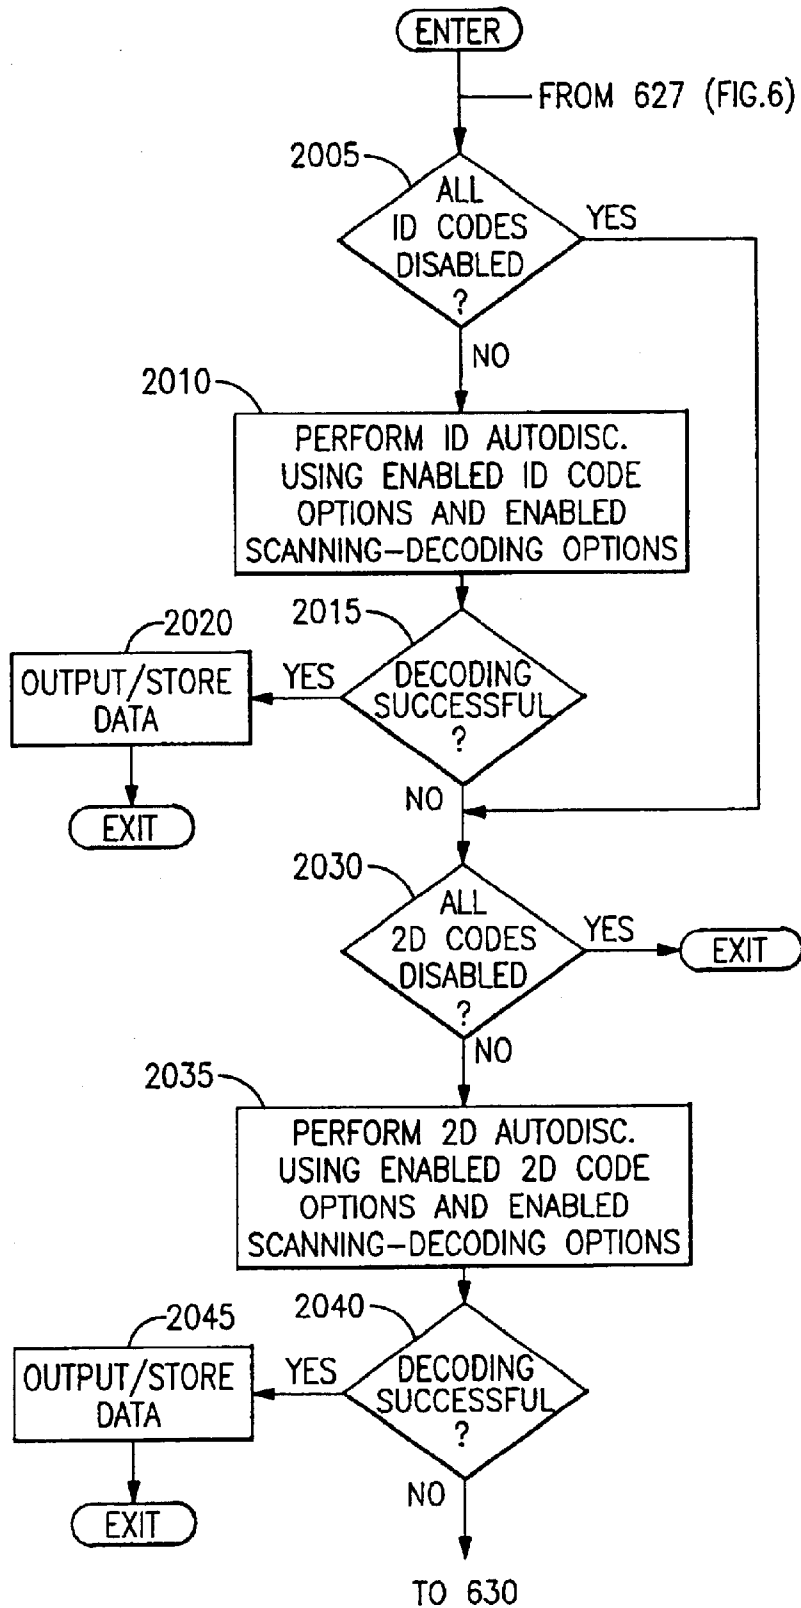 ENTER
FROM 627 (FIG.6)
2005
ALL
ID CODES
DISABLED
?
YES
NO
2010
PERFORM ID AUTODISC.
USING ENABLED ID CODE
OPTIONS AND ENABLED
SCANNING-DECODING OPTIONS
2015
DECODING
SUCCESSFUL
?
YES
2020
OUTPUT/STORE
DATA
EXIT
NO
2030
ALL
2D CODES
DISABLED
?
YES
EXIT
NO
2035
PERFORM 2D AUTODISC.
USING ENABLED 2D CODE
OPTIONS AND ENABLED
SCANNING-DECODING OPTIONS
2040
DECODING
SUCCESSFUL
?
YES
2045
OUTPUT/STORE
DATA
EXIT
NO
TO 630